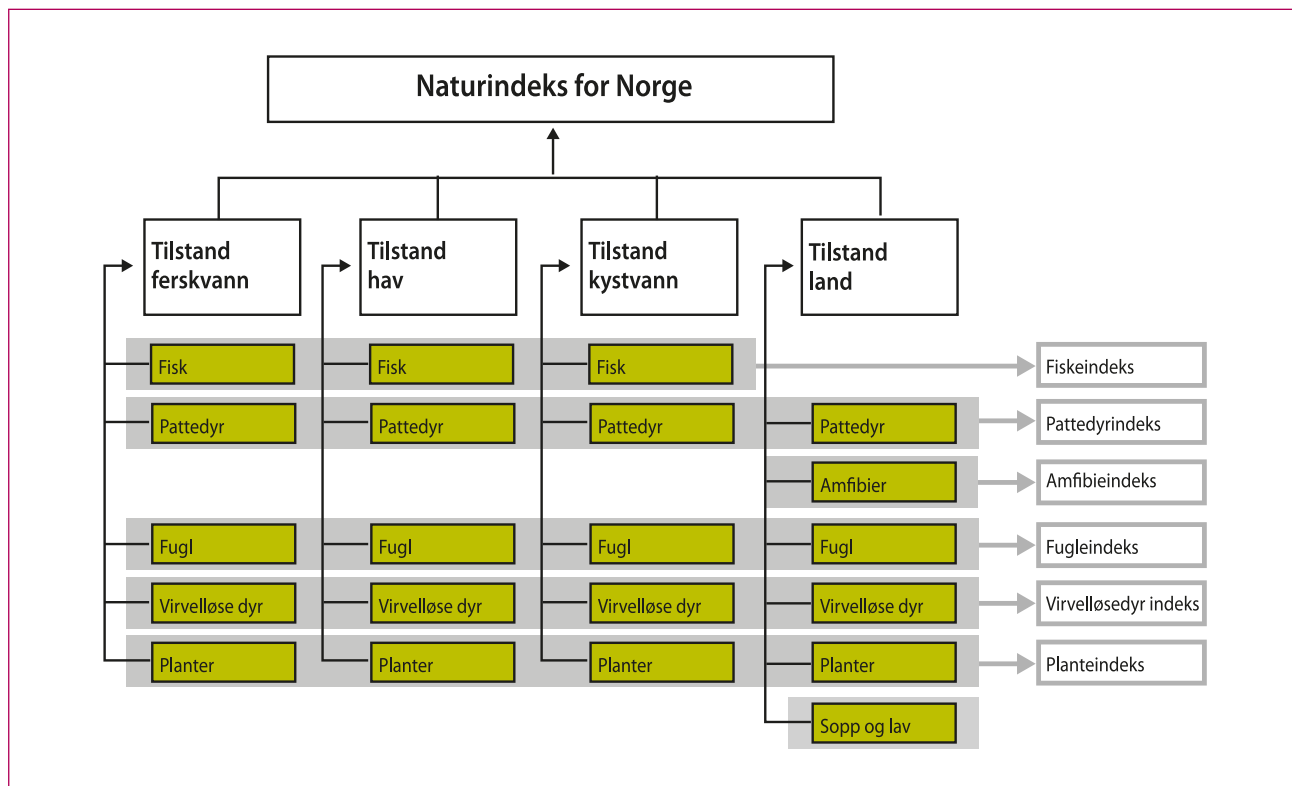 Naturindeks for Norge
Tilstand
ferskvann
Tilstand
hav
Tilstand
kystvann
Tilstand
land
Fisk
Fisk
Fisk
Fiskeindeks
Pattedyr
Pattedyr
Pattedyr
Pattedyr
Pattedyrindeks
Amfibier
Amfibieindeks
Fugl
Fugl
Fugl
Fugl
Fugleindeks
Virvelløse dyr
Virvelløse dyr
Virvelløse dyr
Virvelløse dyr
Virvelløsedyr indeks
Planter
Planter
Planter
Planter
Planteindeks
Sopp og lav